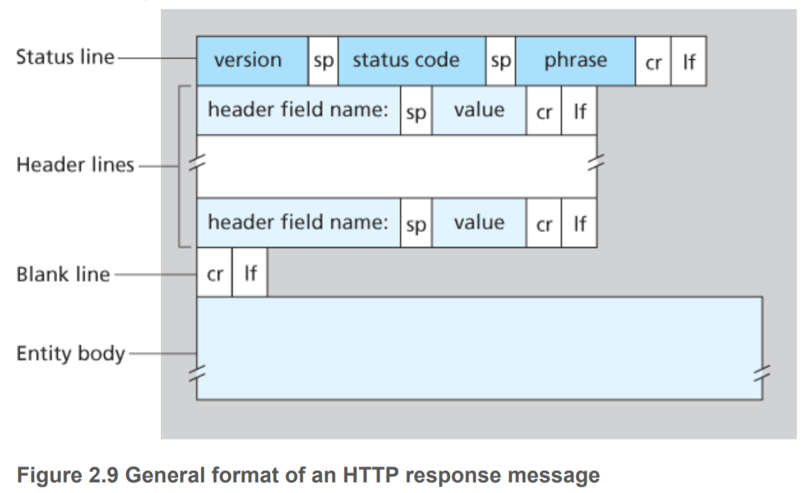 Status line
version sp status code sp phrase cr lf
header field name: sp value cr lf
Header lines
header field name: sp value cr lf
Blank line
cr lf
Entity body
Figure 2.9 General format of an HTTP response message